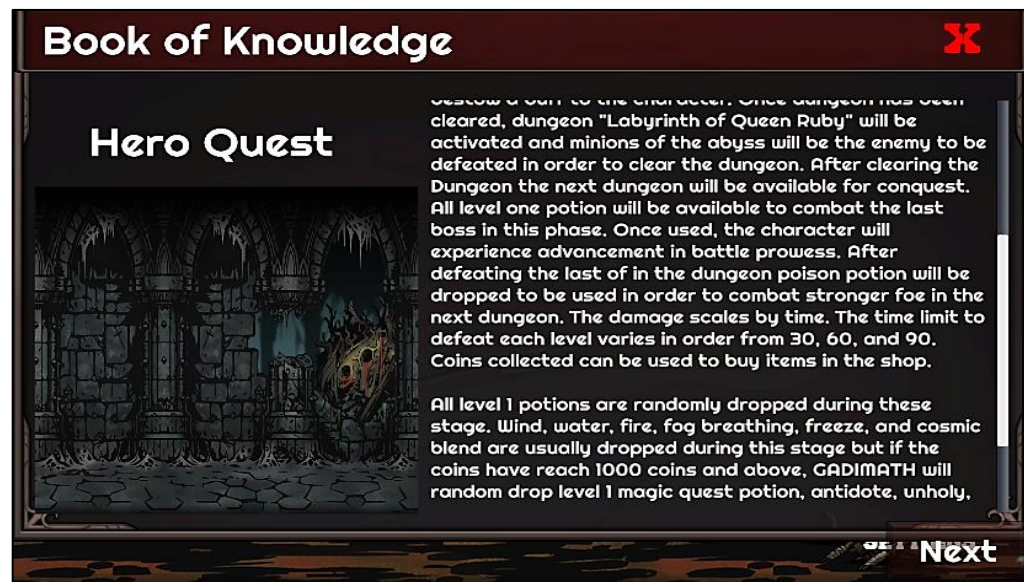 Book of Knowledge
X
Hero Quest
bestow a buff to the character. Once dungeon has been
cleared, dungeon "Labyrinth of Queen Ruby" will be
activated and minions of the abyss will be the enemy to be
defeated in order to clear the dungeon. After clearing the
Dungeon the next dungeon will be available for conquest.
All level one potion will be available to combat the last
boss in this phase. Once used, the character will
experience advancement in battle prowess. After
defeating the last of in the dungeon poison potion will be
dropped to be used in order to combat stronger foe in the
next dungeon. The damage scales by time. The time limit to
defeat each level varies in order from 30, 60, and 90.
Coins collected can be used to buy items in the shop.
All level 1 potions are randomly dropped during these
stage. Wind, water, fire, fog breathing, freeze, and cosmic
blend are usually dropped during this stage but if the
coins have reach 1000 coins and above, GADIMATH will
random drop level 1 magic quest potion, antidote, unholy,
Next